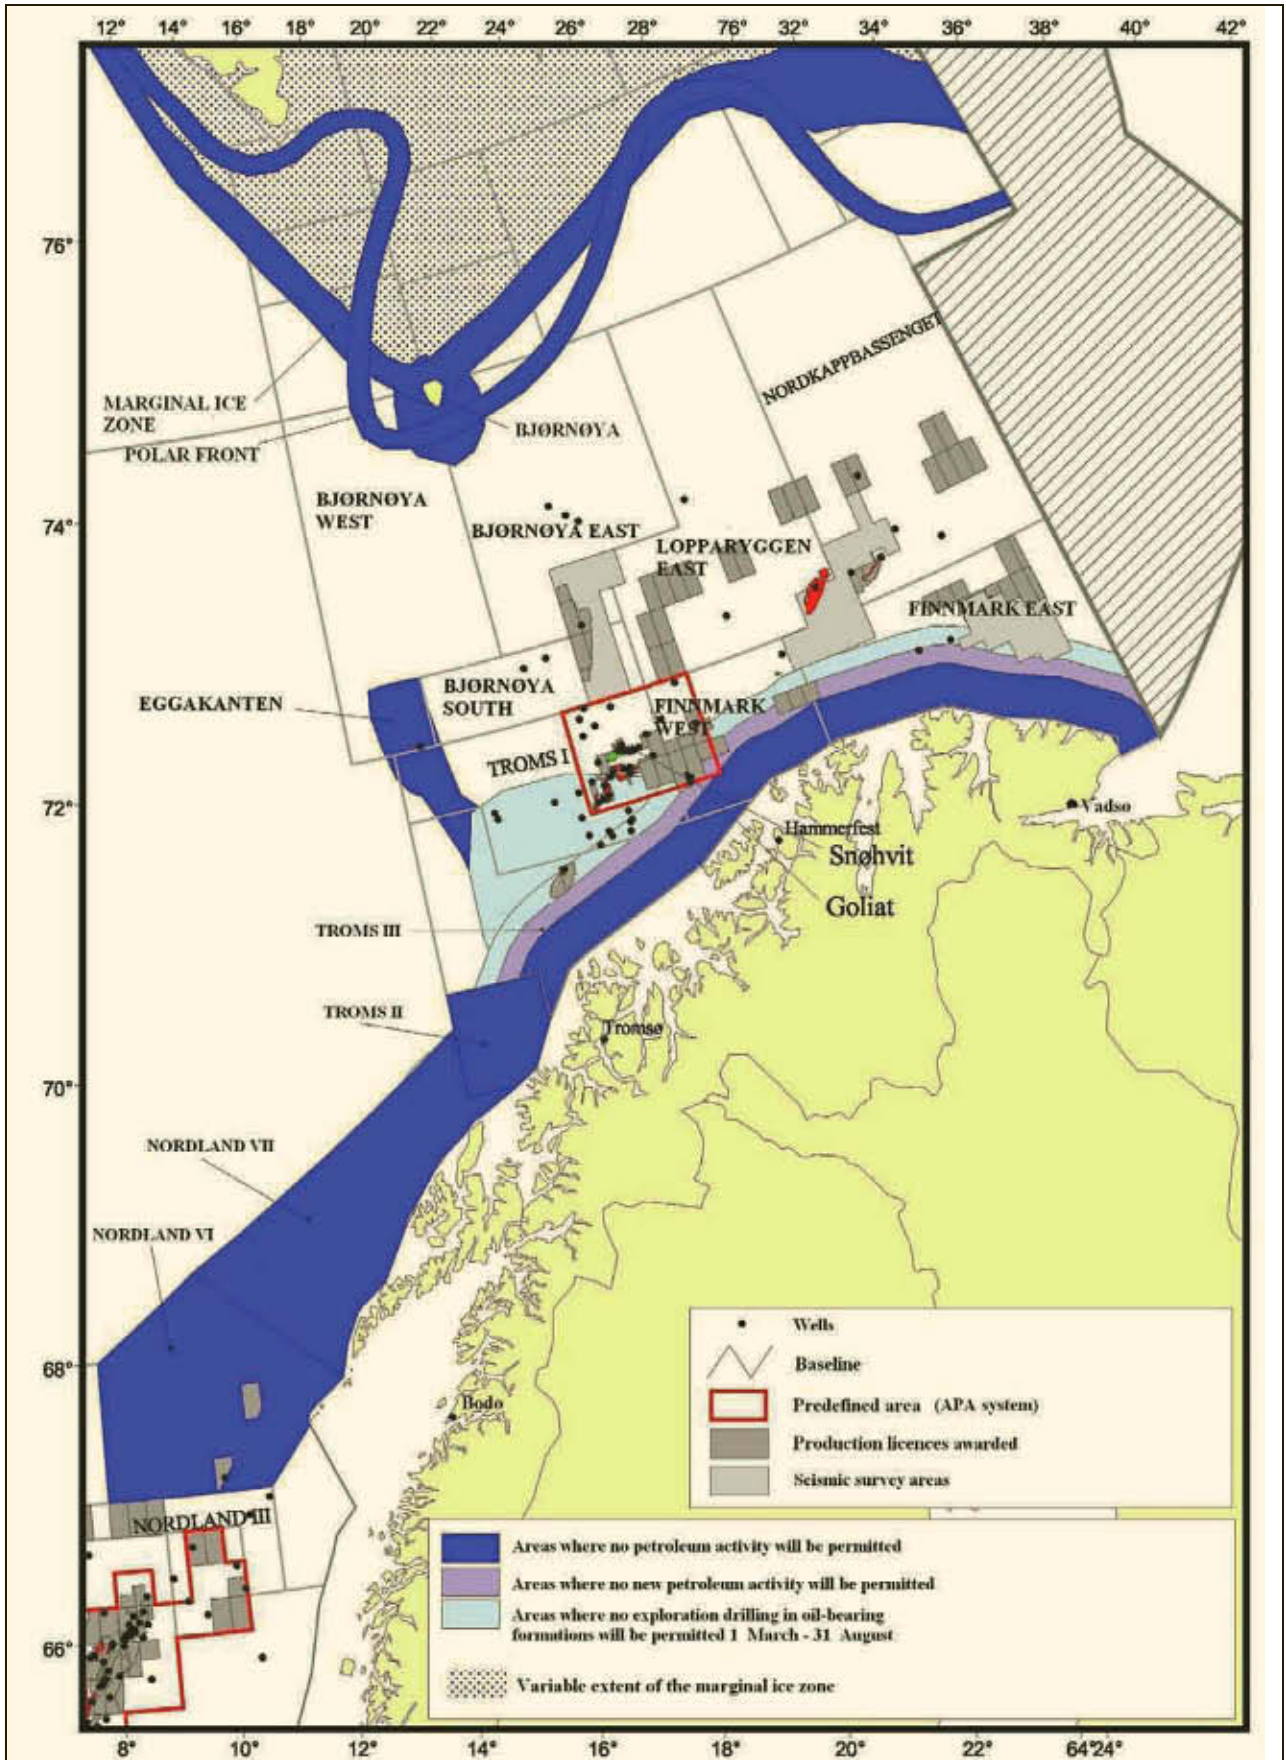 12° 14° 16° 18° 20° 22° 24° 26° 28° 76° 32° 34° 36° 38° 40° 42°
76°
NORDKAPPBASSENGET
MARGINAL ICE
ZONE
POLAR FRONT
BJØRNØYA
BJØRNØYA
WEST
74°
BJØRNØYA EAST
LOPPARYGGEN
EAST
FINNMARK EAST
EGGAKANTEN
BJØRNØYA
SOUTH
FINNMARK
WEST
TROMS I
72°
Vadsø
Hammerfest
Snøhvit
Goliat
TROMS III
TROMS II
Tromsø
70°
NORDLAND VII
NORDLAND VI
68°
Bodo
Wells
Baseline
Predefined area (APA system)
Production licences awarded
Seismic survey areas
NORDLAND III
Areas where no petroleum activity will be permitted
Areas where no new petroleum activity will be permitted
Areas where no exploration drilling in oil-bearing
formations will be permitted 1 March - 31 August
66°
Variable extent of the marginal ice zone
8° 10° 12° 14° 16° 18° 20° 22° 64°24°